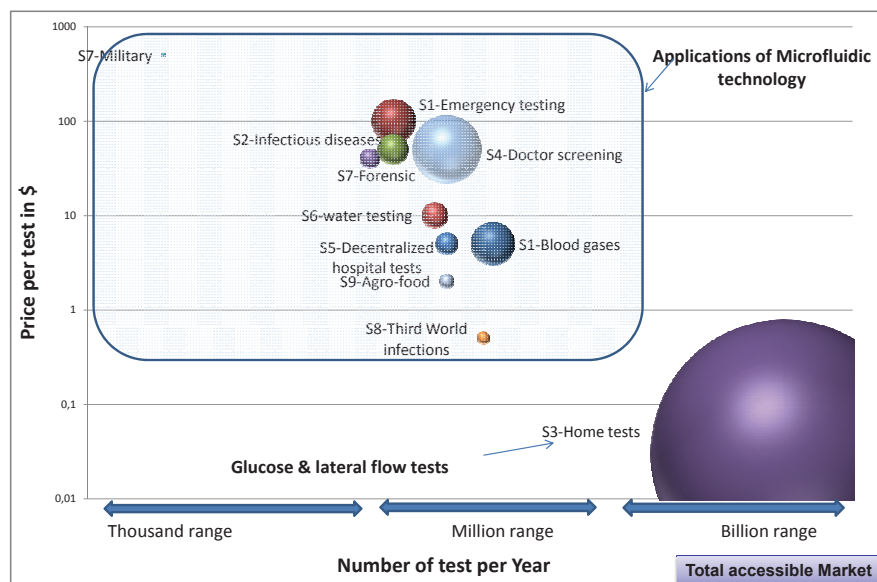 1000
100
10
1
0,1
0,01
Price per test in $
S7-Military
Applications of Microfluidic
technology
S1-Emergency testing
S2-Infectious diseases
S4-Doctor screening
S7-Forensic
S6-water testing
S5-Decentralized
hospital tests
S1-Blood gases
S9-Agro-food
S8-Third World
infections
S3-Home tests
Glucose & lateral flow tests
Thousand range
Million range
Billion range
Number of test per Year
Total accessible Market